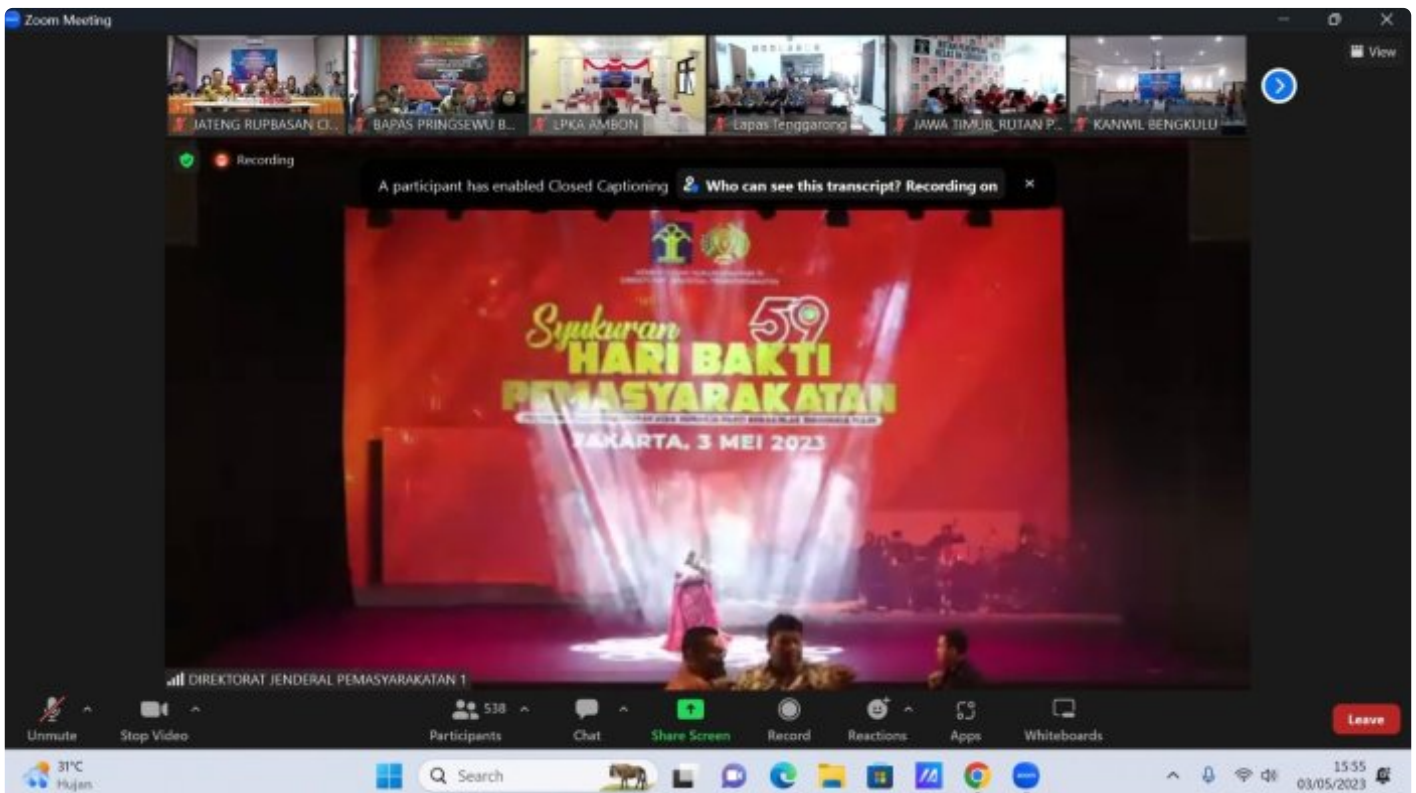 Zoom Meeting
View
JATENG RUPBASAN CI...
BAPAS PRINGSEWU B...
LPKA AMBON
Lapas Tenggarong
JAWA TIMUR_RUTAN P...
KANWIL BENGKULU
Recording
A participant has enabled Closed Captioning
Who can see this transcript? Recording on
59
Syukuran
HARI BAKTI
PEMASYARAKATAN
JAKARTA, 3 MEI 2023
DIREKTORAT JENDERAL PEMASYARAKATAN 1
538
Unmute
Stop Video
Participants
Chat
Share Screen
Record
Reactions
Apps
Whiteboards
Leave
31°C
Hujan
Search
15:55
03/05/2023